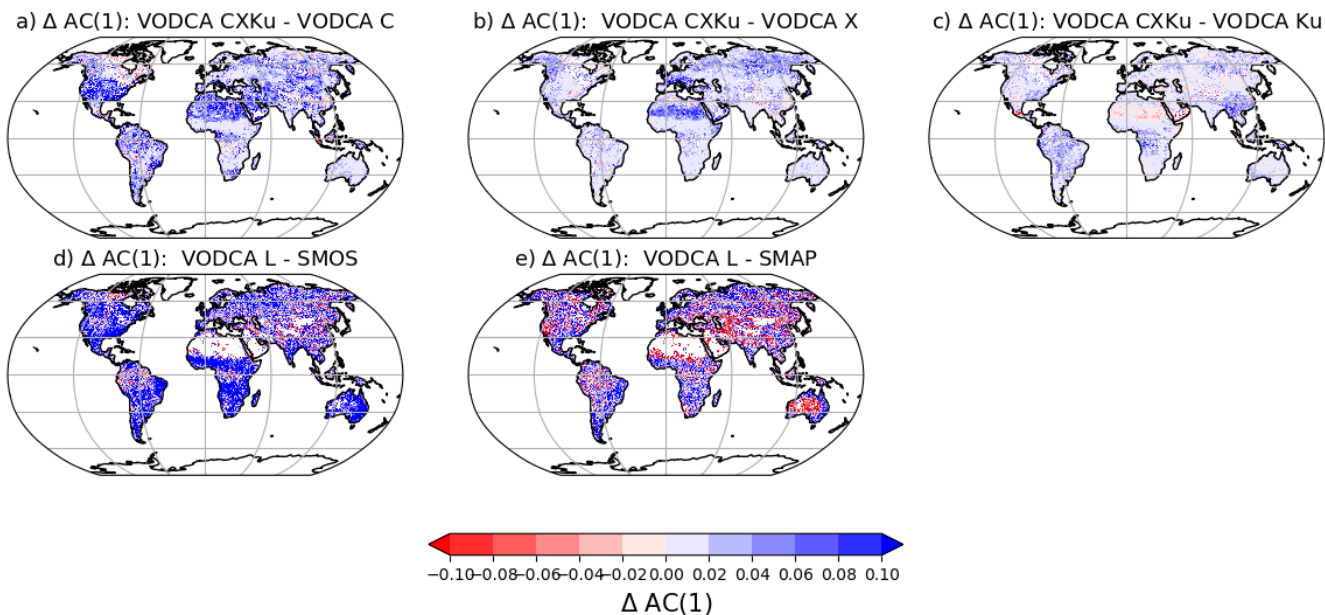 a) Δ AC(1): VODCA CXKu - VODCA C
b) Δ AC(1): VODCA CXKu - VODCA X
c) Δ AC(1): VODCA CXKu - VODCA Ku
d) Δ AC(1): VODCA L - SMOS
e) Δ AC(1): VODCA L - SMAP
−0.10 −0.08 −0.06 −0.04 −0.02 0.00 0.02 0.04 0.06 0.08 0.10
Δ AC(1)